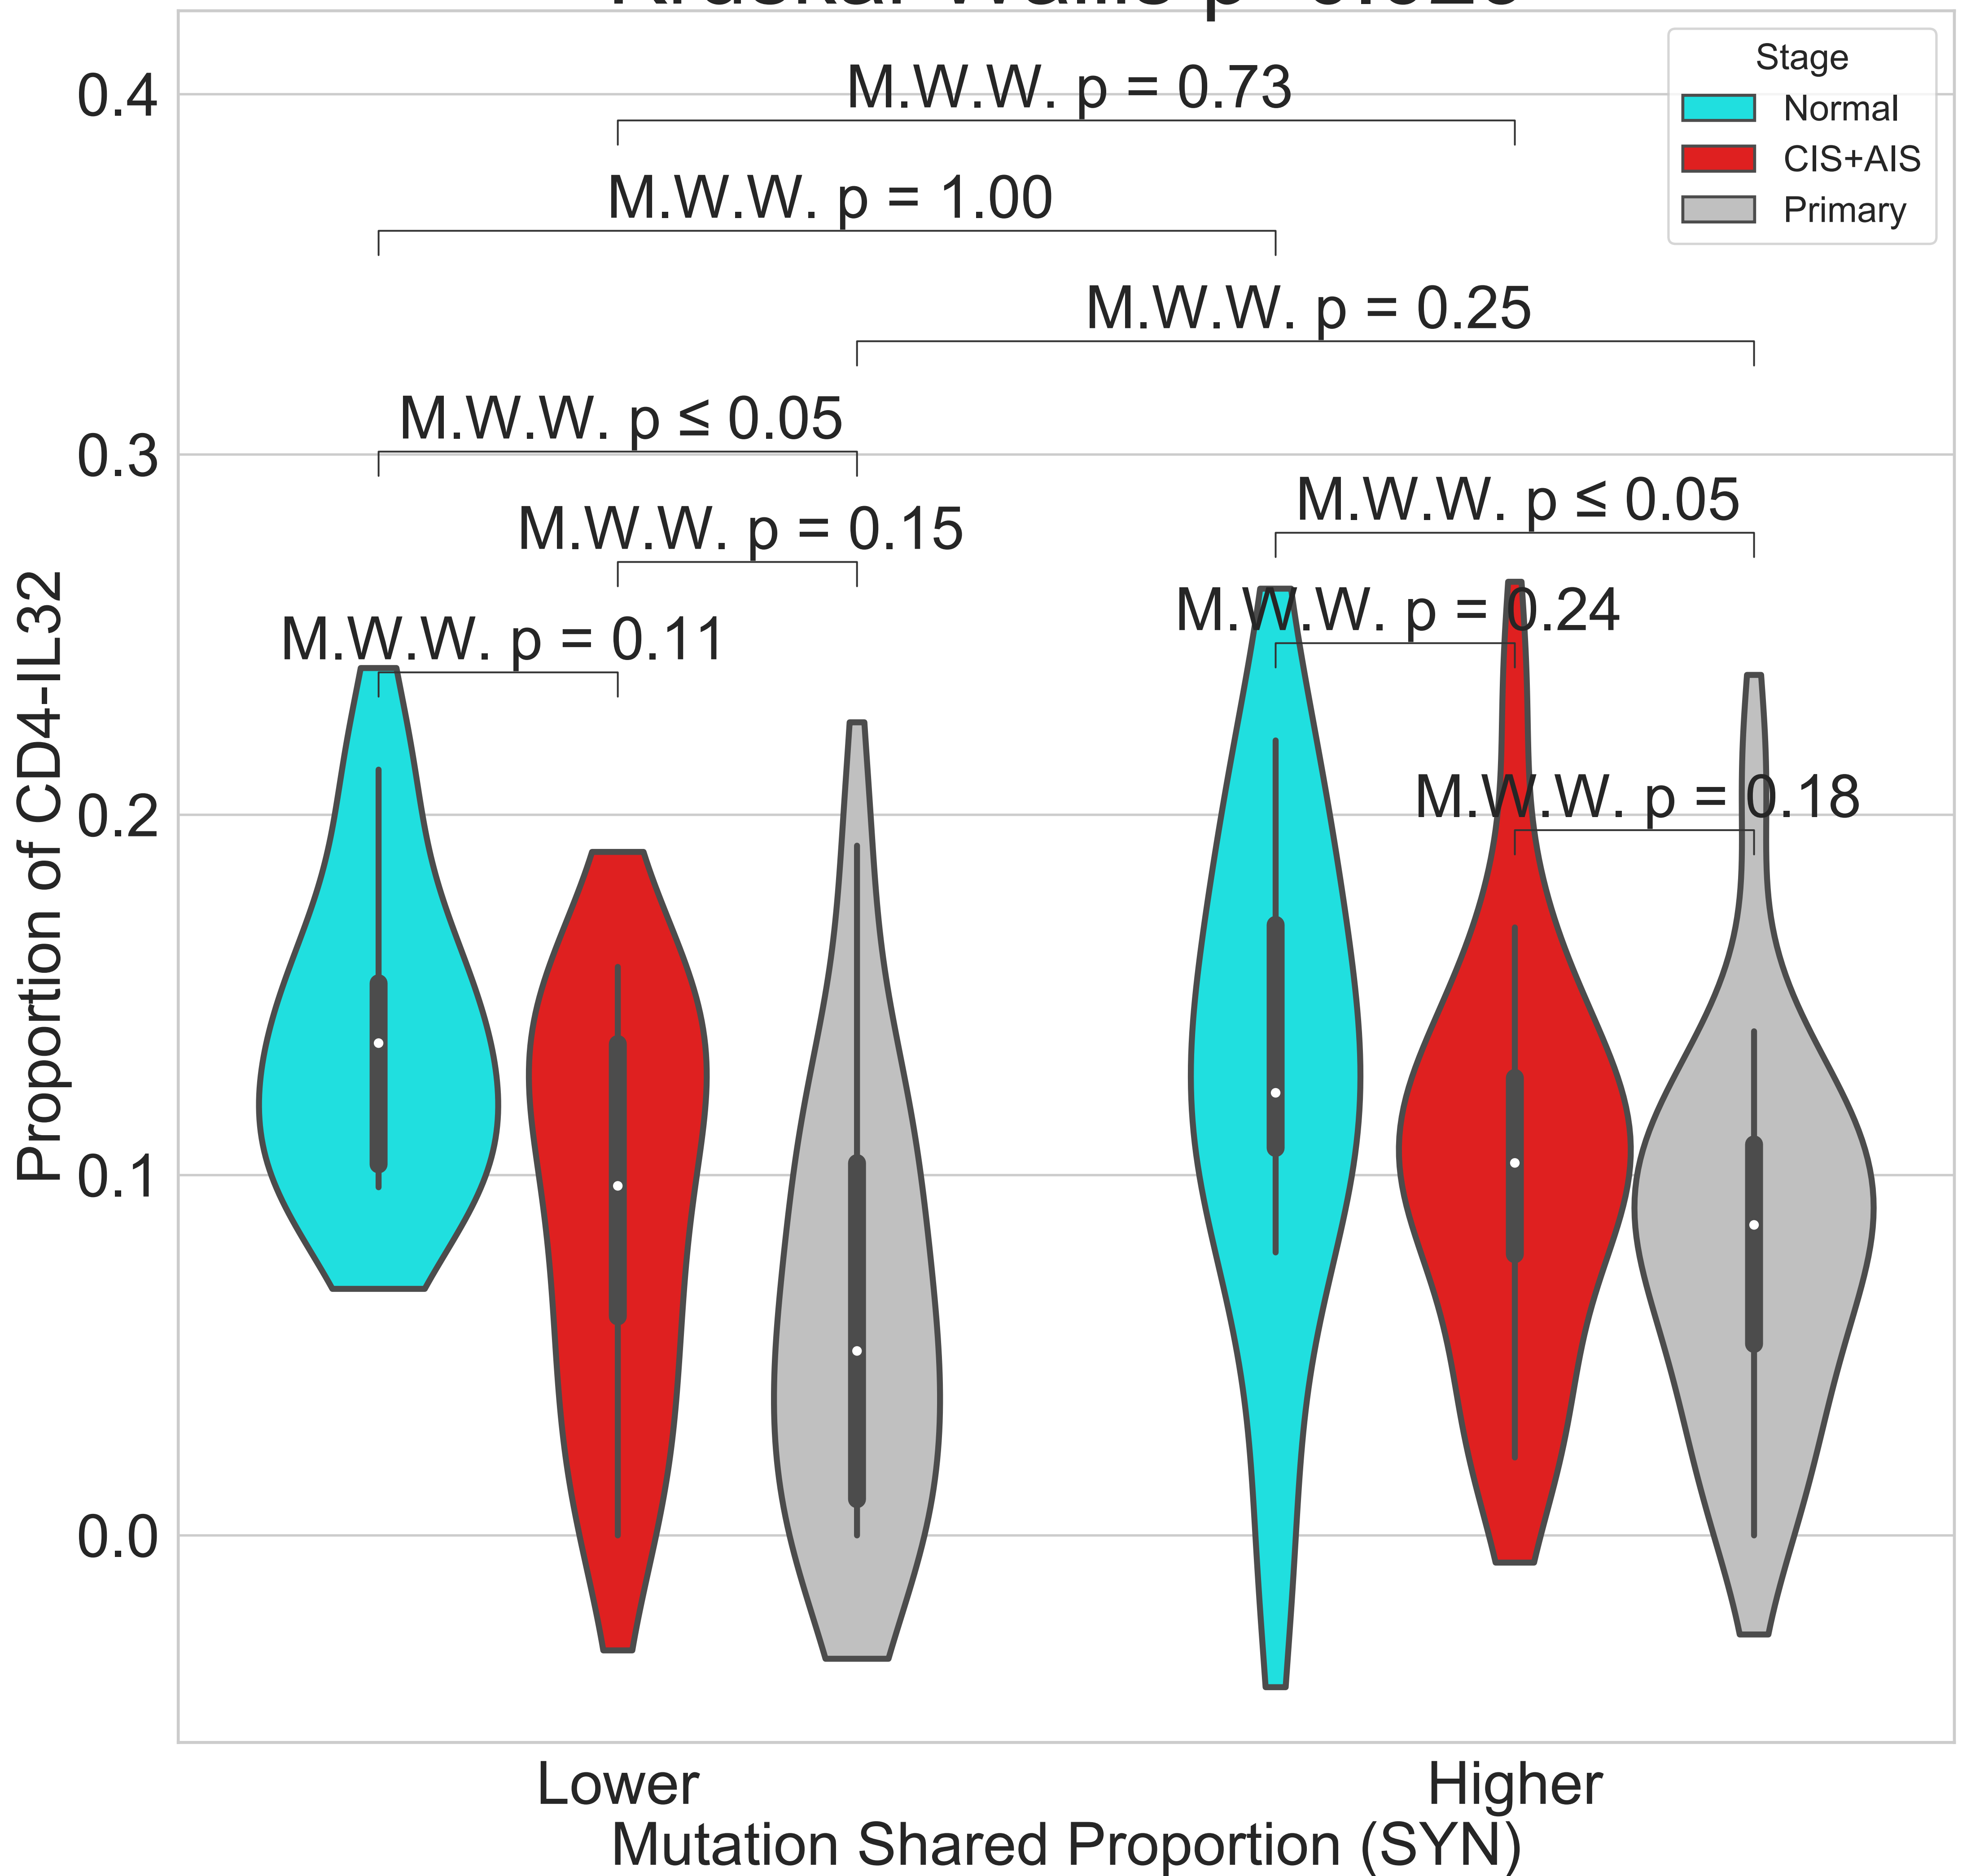 Stage
Normal
CIS+AIS
Primary
0.4
0.3
0.2
0.1
0.0
Proportion of CD4-IL32
M.W.W. p = 0.73
M.W.W. p = 1.00
M.W.W. p = 0.25
M.W.W. p ≤ 0.05
M.W.W. p ≤ 0.05
M.W.W. p = 0.15
M.W.W. p = 0.24
M.W.W. p = 0.11
M.W.W. p = 0.18
Lower
Higher
Mutation Shared Proportion (SYN)